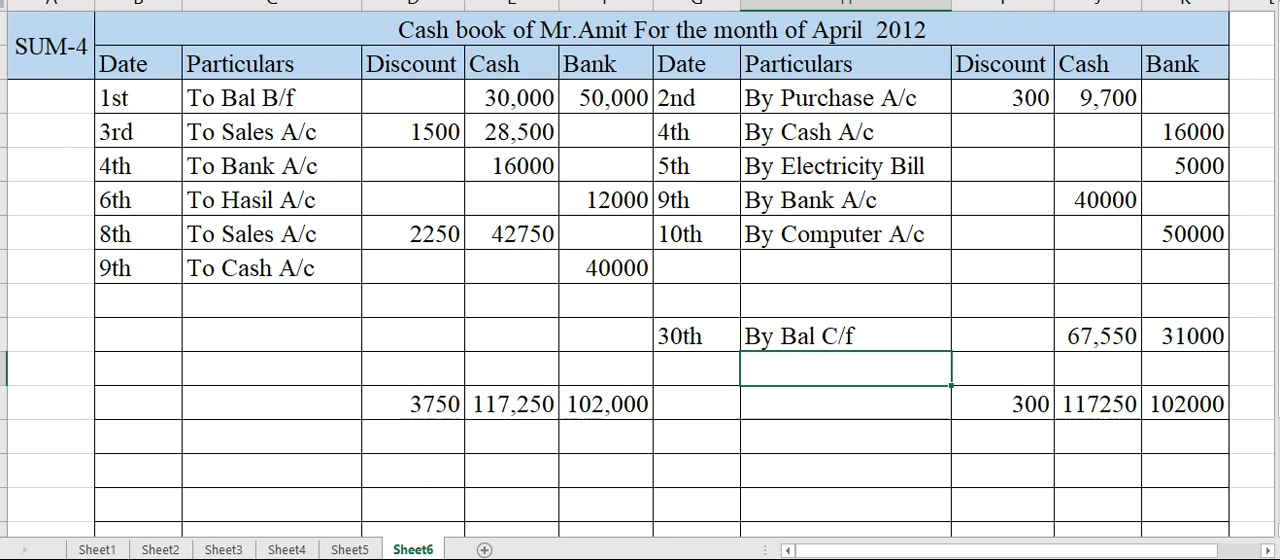 Cash book of Mr.Amit For the month of April 2012
SUM-4
Date Particulars Discount Cash Bank Date Particulars Discount Cash Bank
1st To Bal B/f 30,000 50,000 2nd By Purchase A/c 300 9,700
3rd To Sales A/c 1500 28,500 4th By Cash A/c 16000
4th To Bank A/c 16000 5th By Electricity Bill 5000
6th To Hasil A/c 12000 9th By Bank A/c 40000
8th To Sales A/c 2250 42750 10th By Computer A/c 50000
9th To Cash A/c 40000
30th By Bal C/f 67,550 31000
3750 117,250 102,000 300 117250 102000
Sheet1 Sheet2 Sheet3 Sheet4 Sheet5 Sheet6